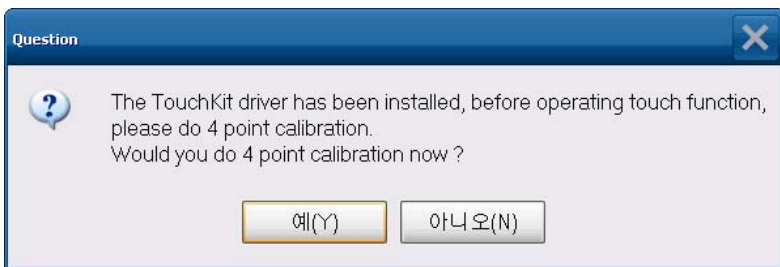 Question
The TouchKit driver has been installed, before operating touch function,
please do 4 point calibration.
Would you do 4 point calibration now ?
예(Y)
아니오(N)